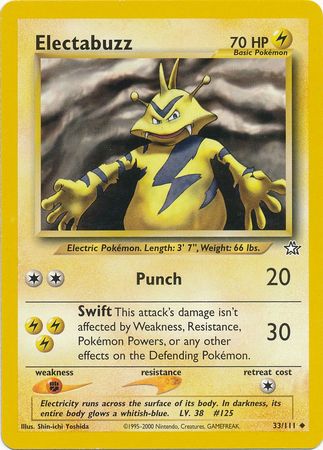 Electabuzz
70 HP
Basic Pokémon
Electric Pokémon. Length: 3' 7", Weight: 66 lbs.
Punch
20
Swift This attack's damage isn't
affected by Weakness, Resistance,
Pokémon Powers, or any other
effects on the Defending Pokémon.
30
weakness
resistance
retreat cost
Electricity runs across the surface of its body. In darkness, its
entire body glows a whitish-blue. LV. 38 #125
Illus. Shin-ichi Yoshida
©1995-2000 Nintendo, Creatures, GAMEFREAK.
33/111